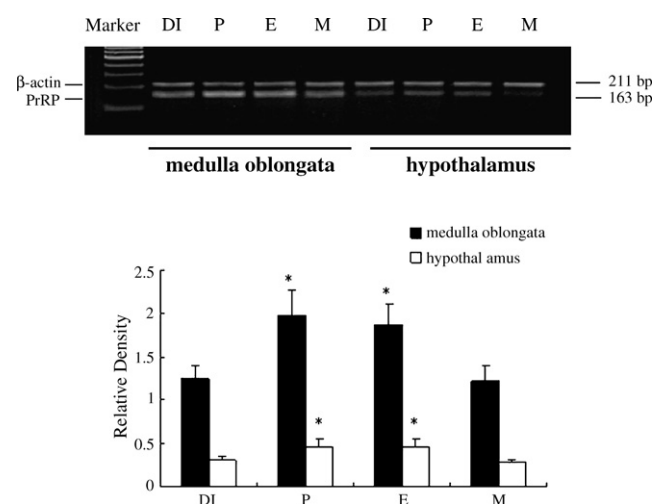 Marker DI P E M DI P E M
β-actin 211 bp
PrRP 163 bp
medulla oblongata hypothalamus
medulla oblongata
hypothal amus
Relative Density
2.5
2
1.5
1
0.5
0
* * * *
DI P E M